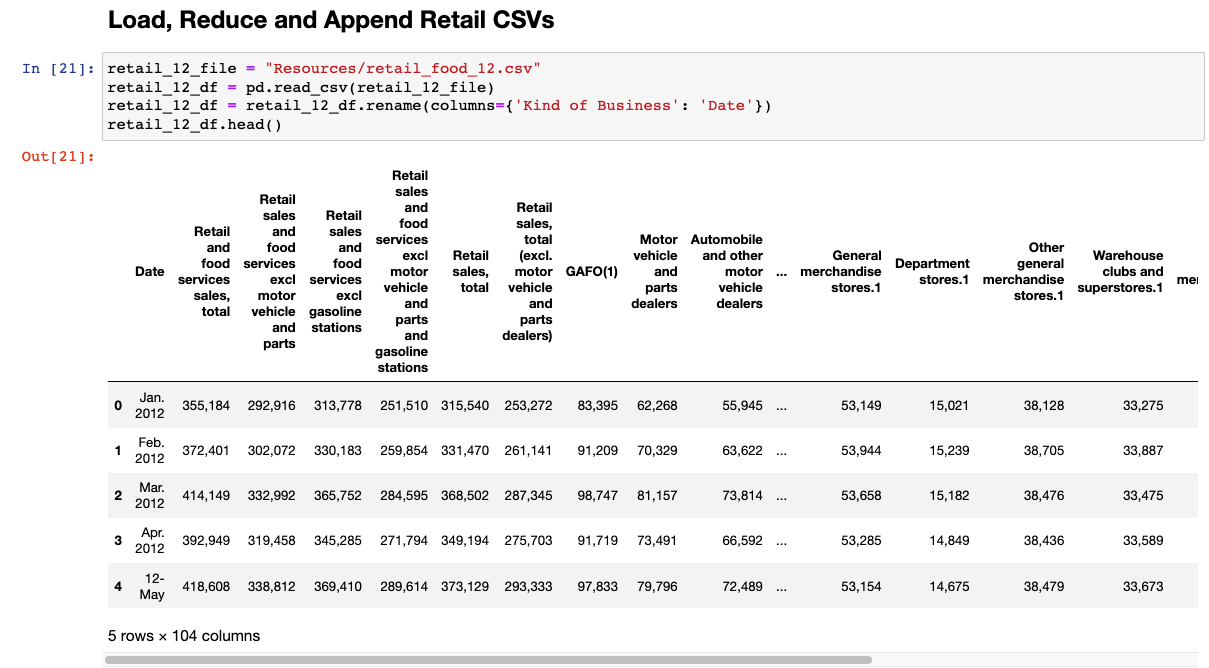 Load, Reduce and Append Retail CSVs
In [21]:
retail_12_file = "Resources/retail_food_12.csv"
retail_12_df = pd.read_csv(retail_12_file)
retail_12_df = retail_12_df.rename(columns={'Kind of Business': 'Date'})
retail_12_df.head()
Out[21]:
Date
Retail
and
food
services
sales,
total
Retail
sales
and
food
services
excl
motor
vehicle
and
parts
Retail
sales
and
food
services
excl
gasoline
stations
Retail
sales
and
food
services
excl
motor
vehicle
and
parts
and
gasoline
stations
Retail
sales,
total
Retail
sales,
total
(excl.
motor
vehicle
and
parts
dealers)
GAFO(1)
Motor
vehicle
and
parts
dealers
Automobile
and other
motor
vehicle
dealers
...
General
merchandise
stores.1
Department
stores.1
Other
general
merchandise
stores.1
Warehouse
clubs and
superstores.1
0 Jan. 2012 355,184 292,916 313,778 251,510 315,540 253,272 83,395 62,268 55,945 ... 53,149 15,021 38,128 33,275
1 Feb. 2012 372,401 302,072 330,183 259,854 331,470 261,141 91,209 70,329 63,622 ... 53,944 15,239 38,705 33,887
2 Mar. 2012 414,149 332,992 365,752 284,595 368,502 287,345 98,747 81,157 73,814 ... 53,658 15,182 38,476 33,475
3 Apr. 2012 392,949 319,458 345,285 271,794 349,194 275,703 91,719 73,491 66,592 ... 53,285 14,849 38,436 33,589
4 12-May 418,608 338,812 369,410 289,614 373,129 293,333 97,833 79,796 72,489 ... 53,154 14,675 38,479 33,673
5 rows × 104 columns